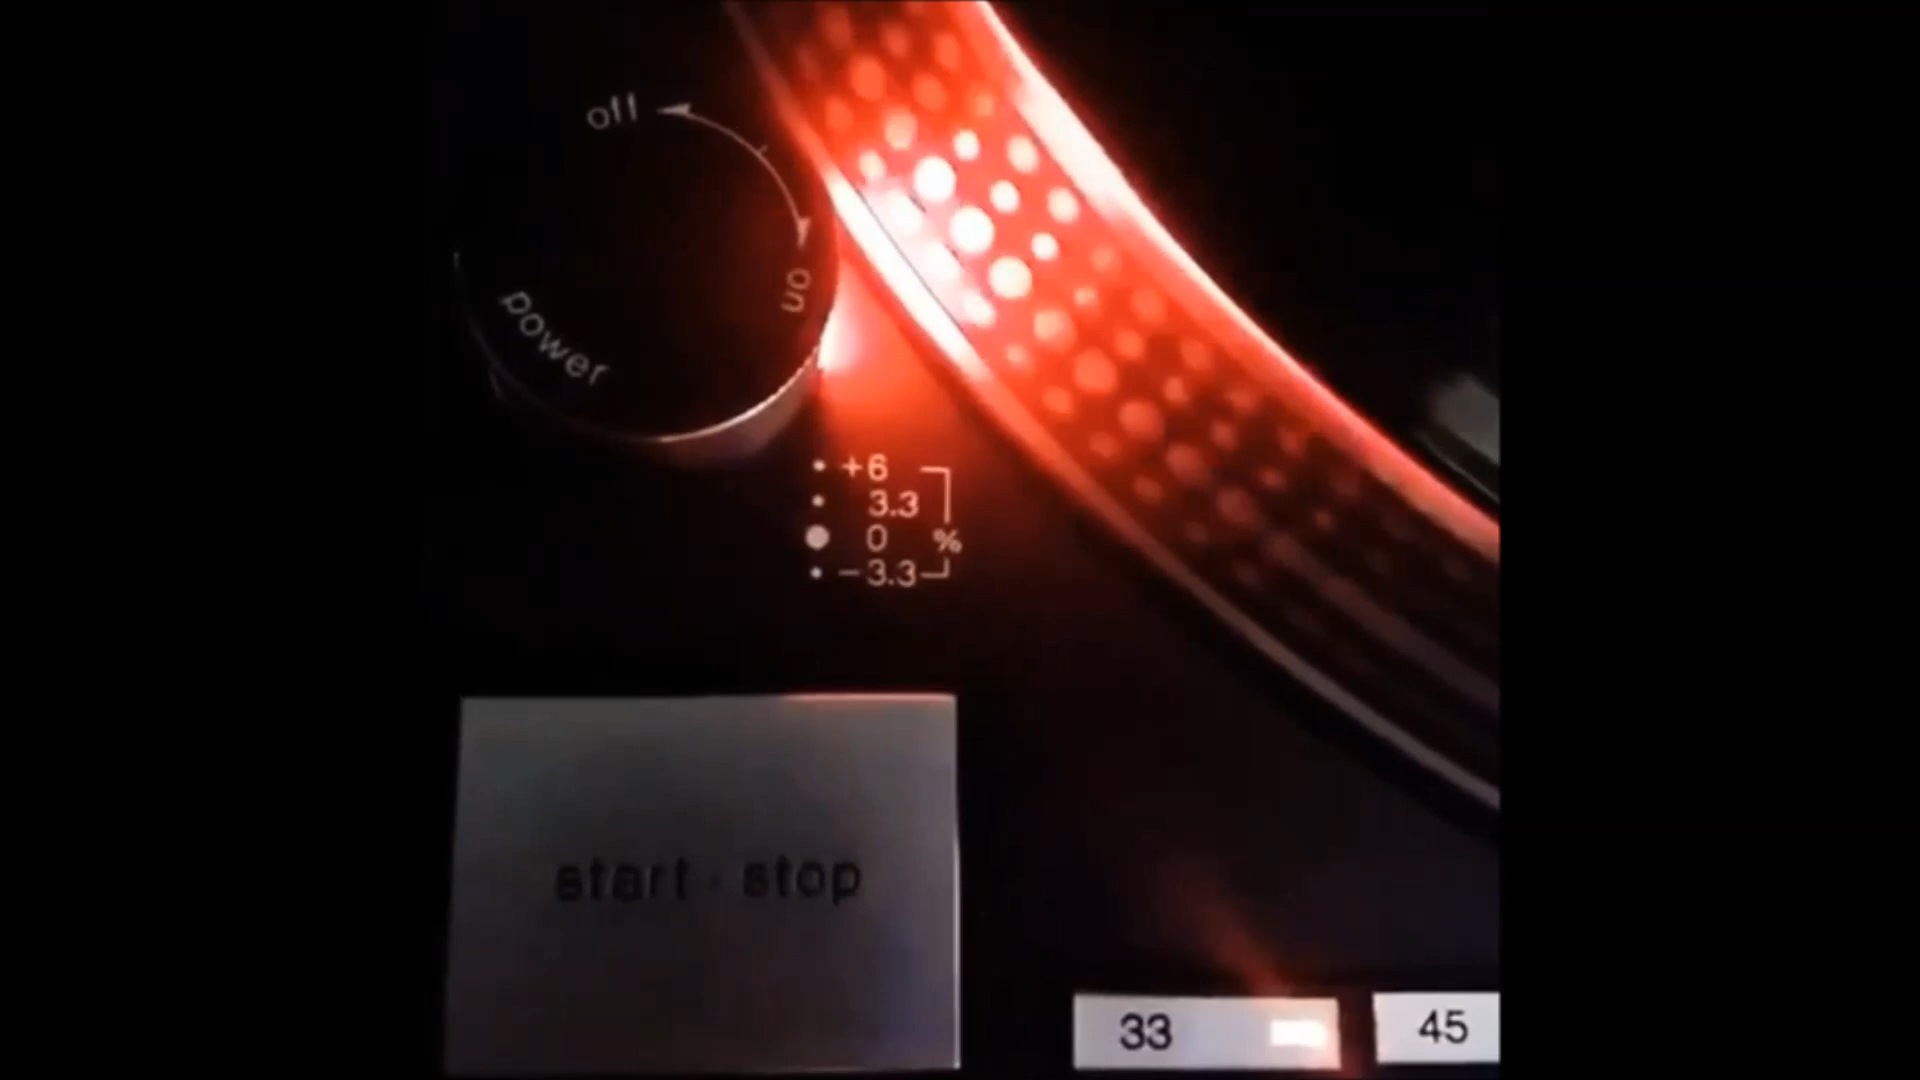 off
on
power
+6
3.3
0 %
−3.3
start · stop
33
45